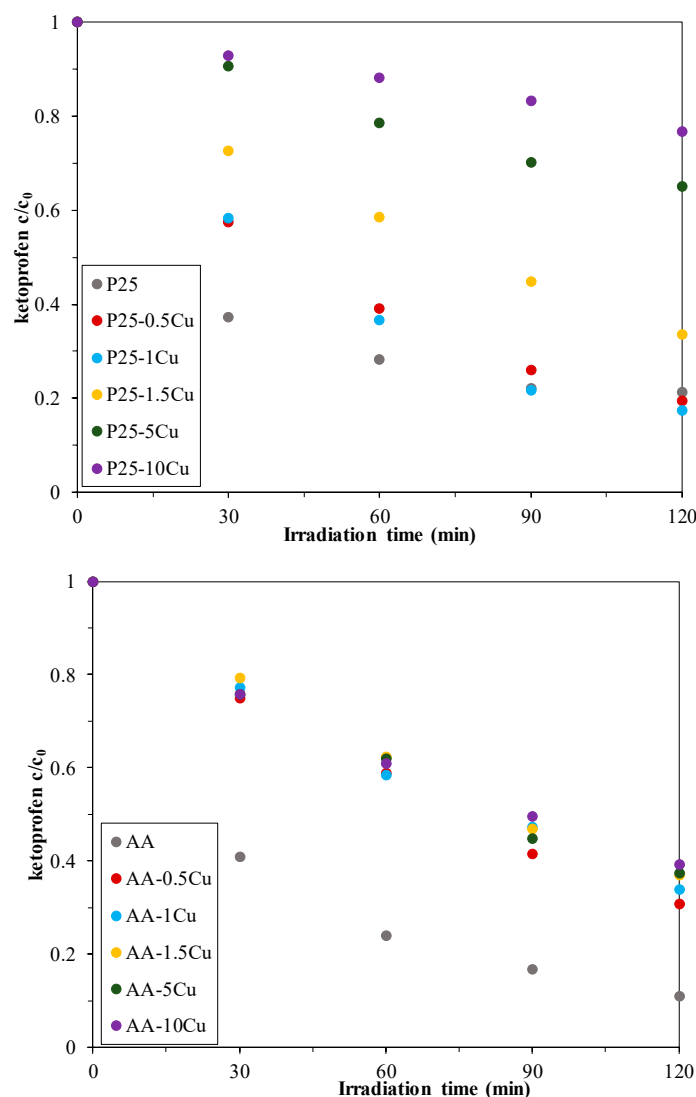 1
0.8
0.6
0.4
0.2
0
ketoprofen c/c₀
P25
P25-0.5Cu
P25-1Cu
P25-1.5Cu
P25-5Cu
P25-10Cu
0 30 60 90 120
Irradiation time (min)
1
0.8
0.6
0.4
0.2
0
ketoprofen c/c₀
AA
AA-0.5Cu
AA-1Cu
AA-1.5Cu
AA-5Cu
AA-10Cu
0 30 60 90 120
Irradiation time (min)